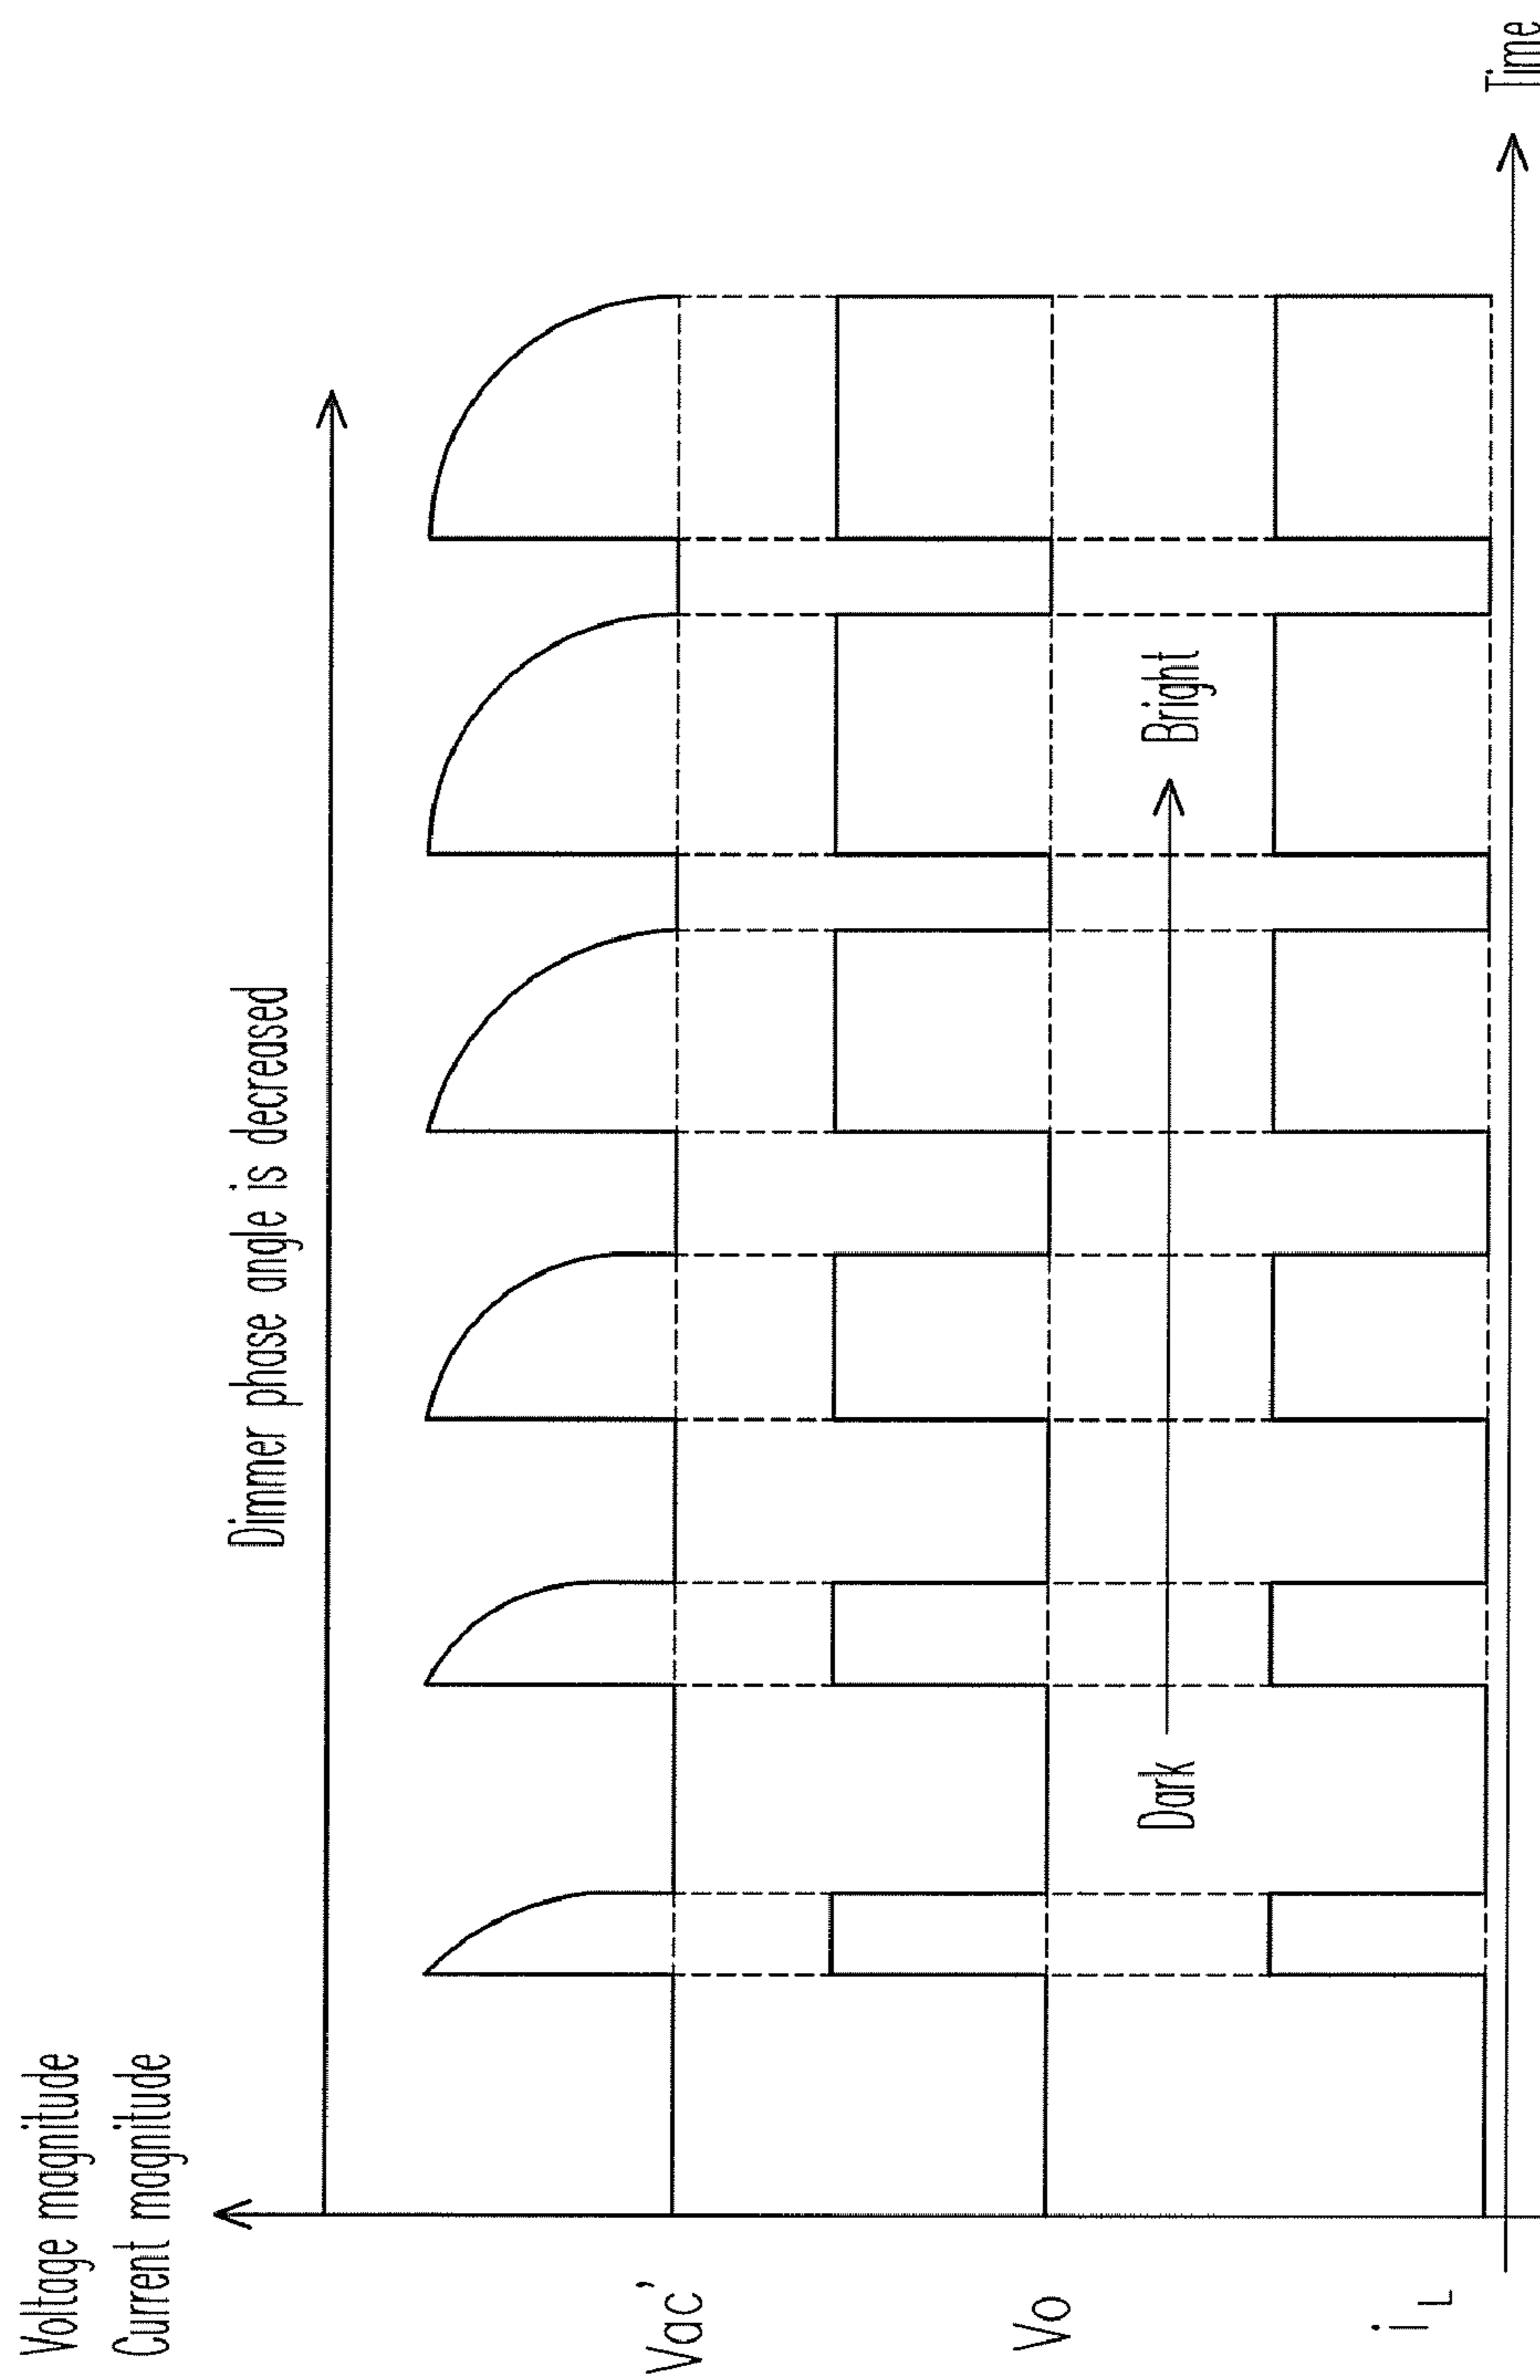 Voltage magnitude
Current magnitude
Dimmer phase angle is decreased
Vac'
Vo
Dark
Bright
iL
Time